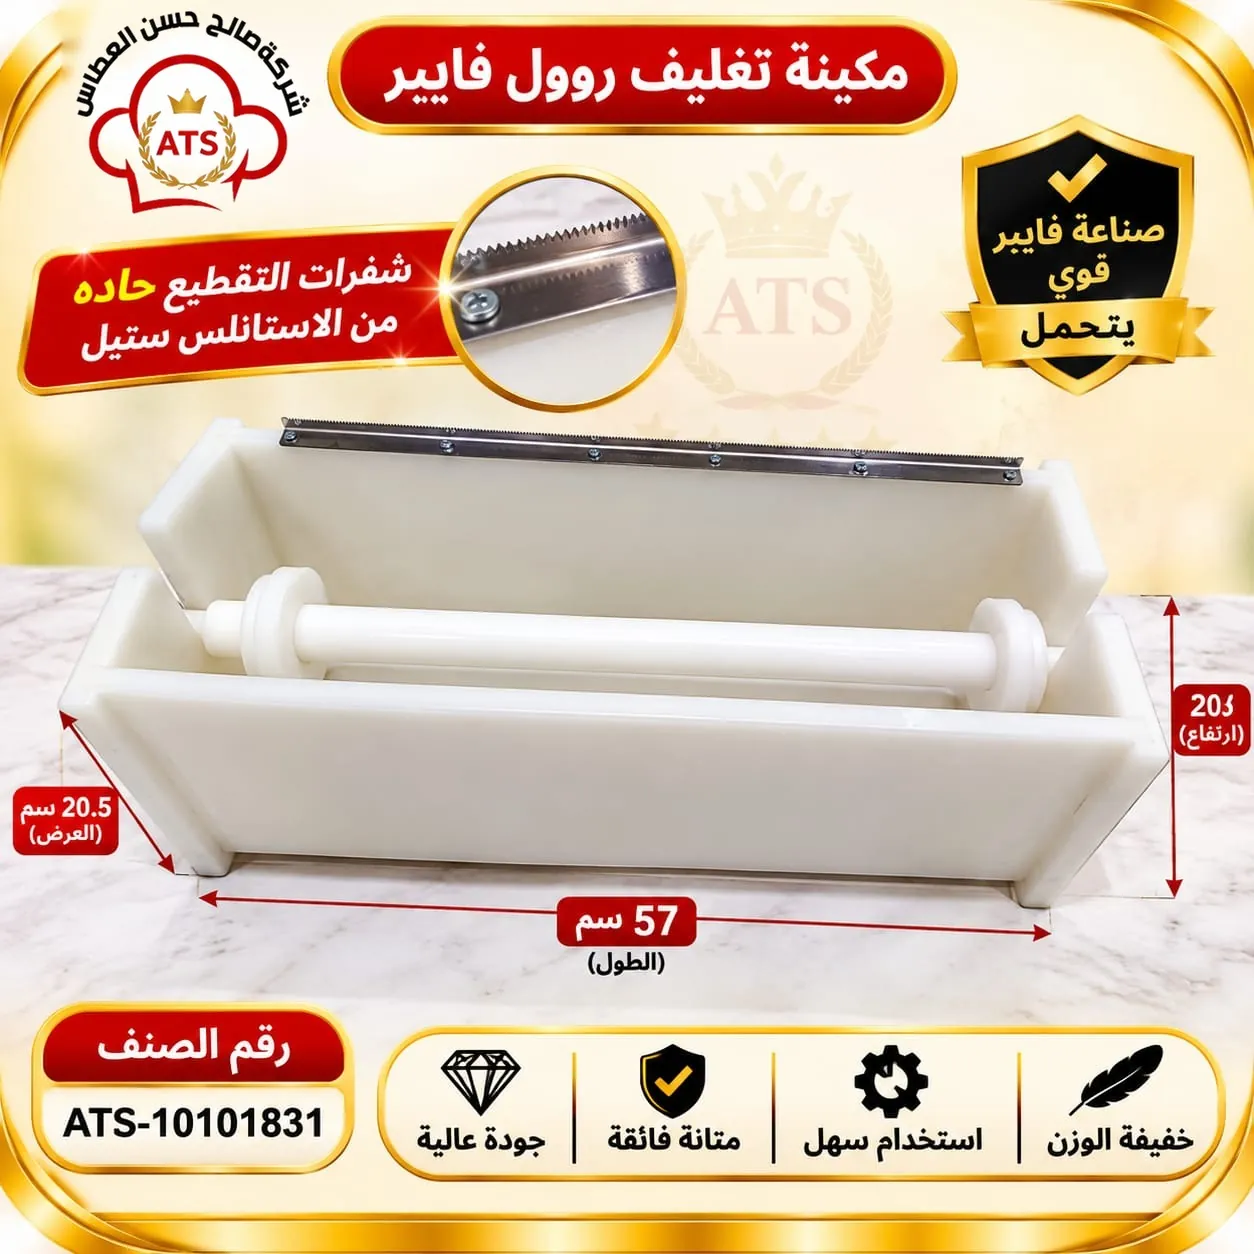 شركة صالح حسن العطاس
ATS
مكينة تغليف روول فايبر
صناعة فايبر
قوي
يتحمل
شفرات التقطيع حاده
من الاستانلس ستيل
ATS
(ارتفاع)
20.5 سم
(العرض)
57 سم
(الطول)
رقم الصنف
ATS-10101831
خفيفة الوزن
استخدام سهل
متانة فائقة
جودة عالية